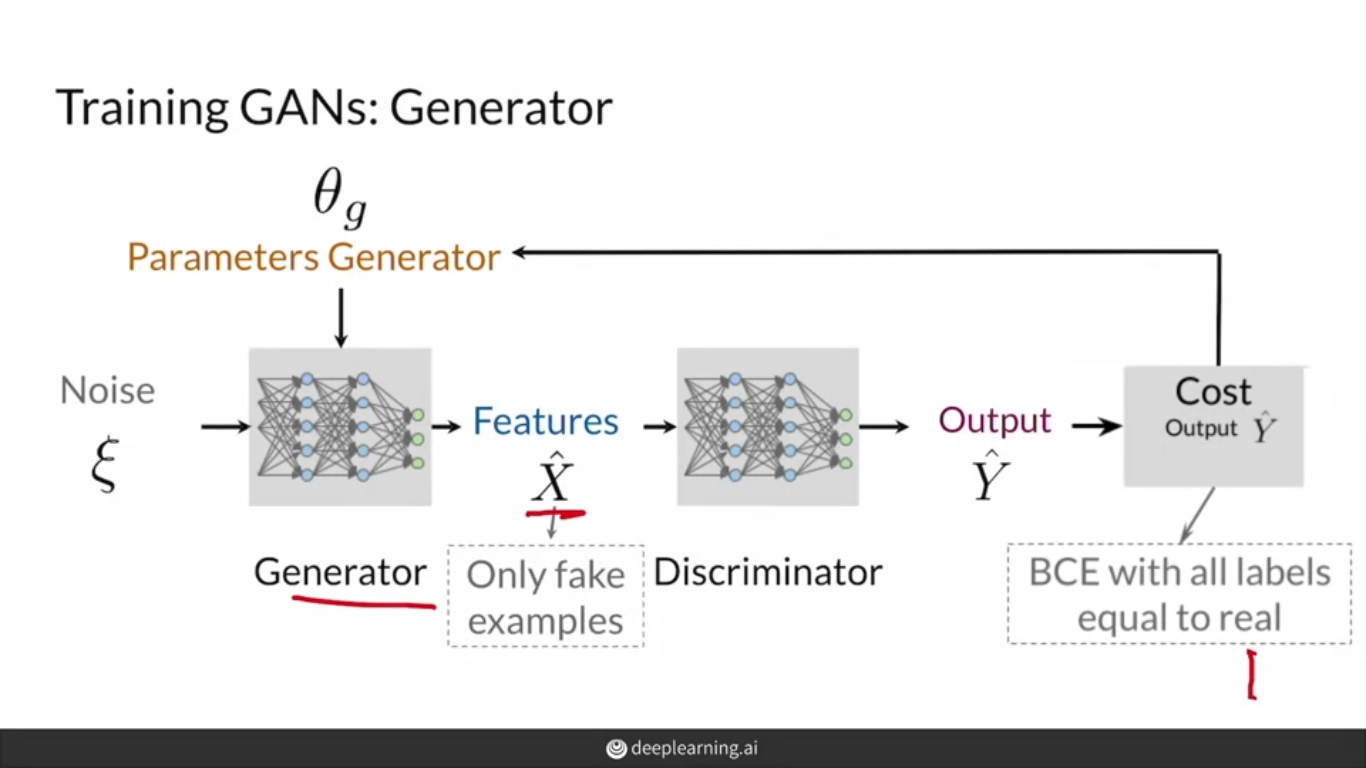 Training GANs: Generator
θg
Parameters Generator
Noise
ξ
Features
X̂
Output
Ŷ
Cost
Output Ŷ
Generator
Only fake
examples
Discriminator
BCE with all labels
equal to real
1
deeplearning.ai